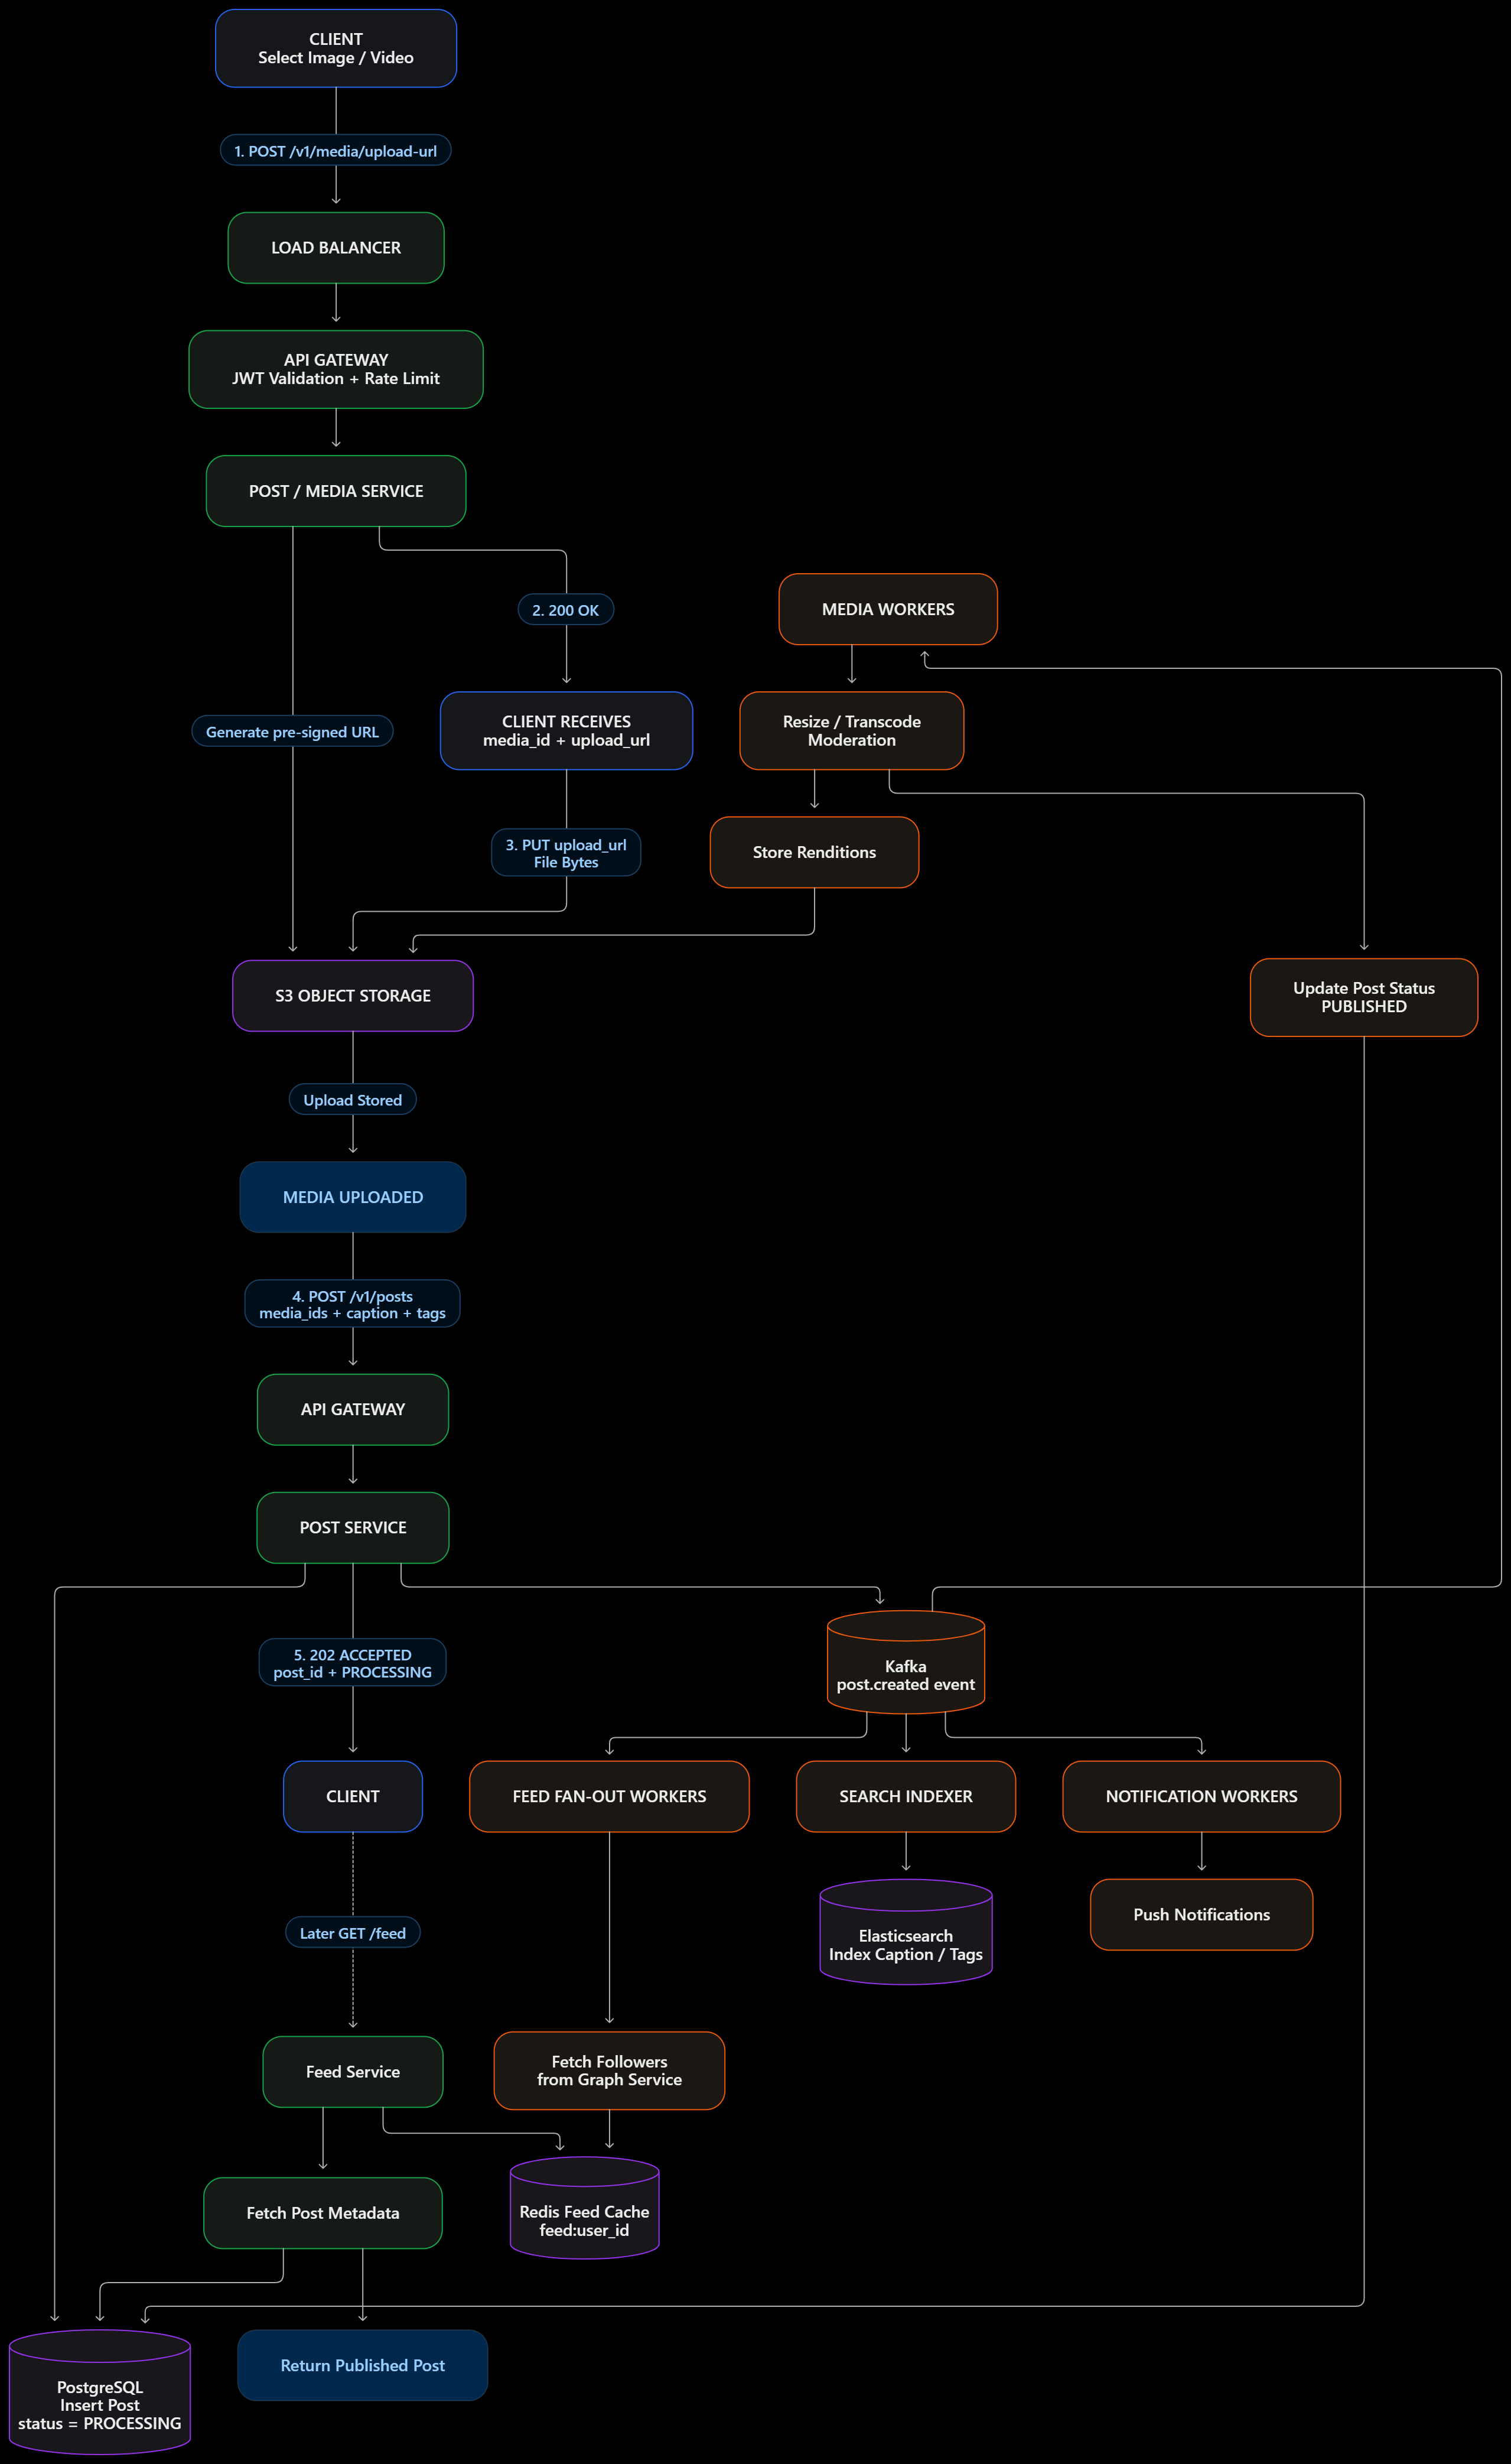 CLIENT
Select Image / Video
1. POST /v1/media/upload-url
LOAD BALANCER
API GATEWAY
JWT Validation + Rate Limit
POST / MEDIA SERVICE
2. 200 OK
MEDIA WORKERS
Generate pre-signed URL
CLIENT RECEIVES
media_id + upload_url
Resize / Transcode
Moderation
3. PUT upload_url
File Bytes
Store Renditions
S3 OBJECT STORAGE
Update Post Status
PUBLISHED
Upload Stored
MEDIA UPLOADED
4. POST /v1/posts
media_ids + caption + tags
API GATEWAY
POST SERVICE
5. 202 ACCEPTED
post_id + PROCESSING
Kafka
post.created event
CLIENT
FEED FAN-OUT WORKERS
SEARCH INDEXER
NOTIFICATION WORKERS
Later GET /feed
Elasticsearch
Index Caption / Tags
Push Notifications
Feed Service
Fetch Followers
from Graph Service
Fetch Post Metadata
Redis Feed Cache
feed:user_id
PostgreSQL
Insert Post
status = PROCESSING
Return Published Post